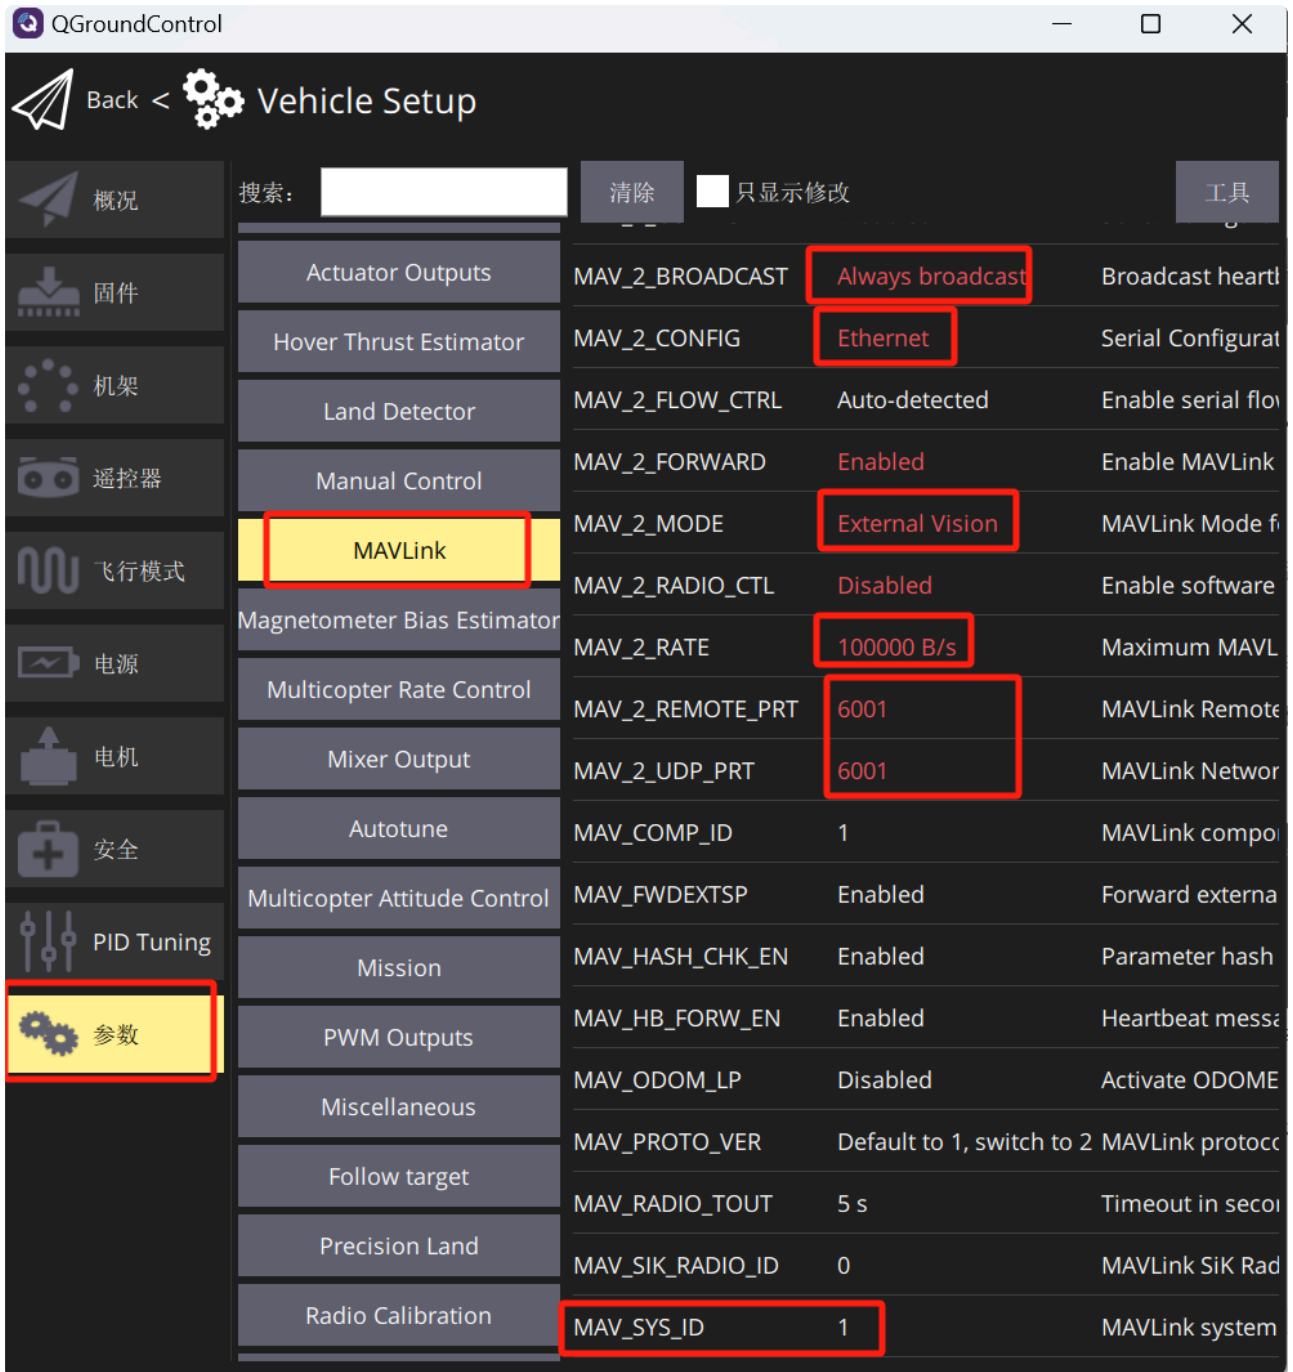 QGroundControl
Back < Vehicle Setup
概况
固件
机架
遥控器
飞行模式
电源
电机
安全
PID Tuning
参数
搜索：
清除
只显示修改
工具
Actuator Outputs
Hover Thrust Estimator
Land Detector
Manual Control
MAVLink
Magnetometer Bias Estimator
Multicopter Rate Control
Mixer Output
Autotune
Multicopter Attitude Control
Mission
PWM Outputs
Miscellaneous
Follow target
Precision Land
Radio Calibration
MAV_2_BROADCAST Always broadcast Broadcast heartb
MAV_2_CONFIG Ethernet Serial Configurat
MAV_2_FLOW_CTRL Auto-detected Enable serial flow
MAV_2_FORWARD Enabled Enable MAVLink
MAV_2_MODE External Vision MAVLink Mode f
MAV_2_RADIO_CTL Disabled Enable software
MAV_2_RATE 100000 B/s Maximum MAVL
MAV_2_REMOTE_PRT 6001 MAVLink Remote
MAV_2_UDP_PRT 6001 MAVLink Networ
MAV_COMP_ID 1 MAVLink compo
MAV_FWDEXTSP Enabled Forward externa
MAV_HASH_CHK_EN Enabled Parameter hash
MAV_HB_FORW_EN Enabled Heartbeat messa
MAV_ODOM_LP Disabled Activate ODOME
MAV_PROTO_VER Default to 1, switch to 2 MAVLink protoco
MAV_RADIO_TOUT 5 s Timeout in secon
MAV_SIK_RADIO_ID 0 MAVLink SiK Rad
MAV_SYS_ID 1 MAVLink system